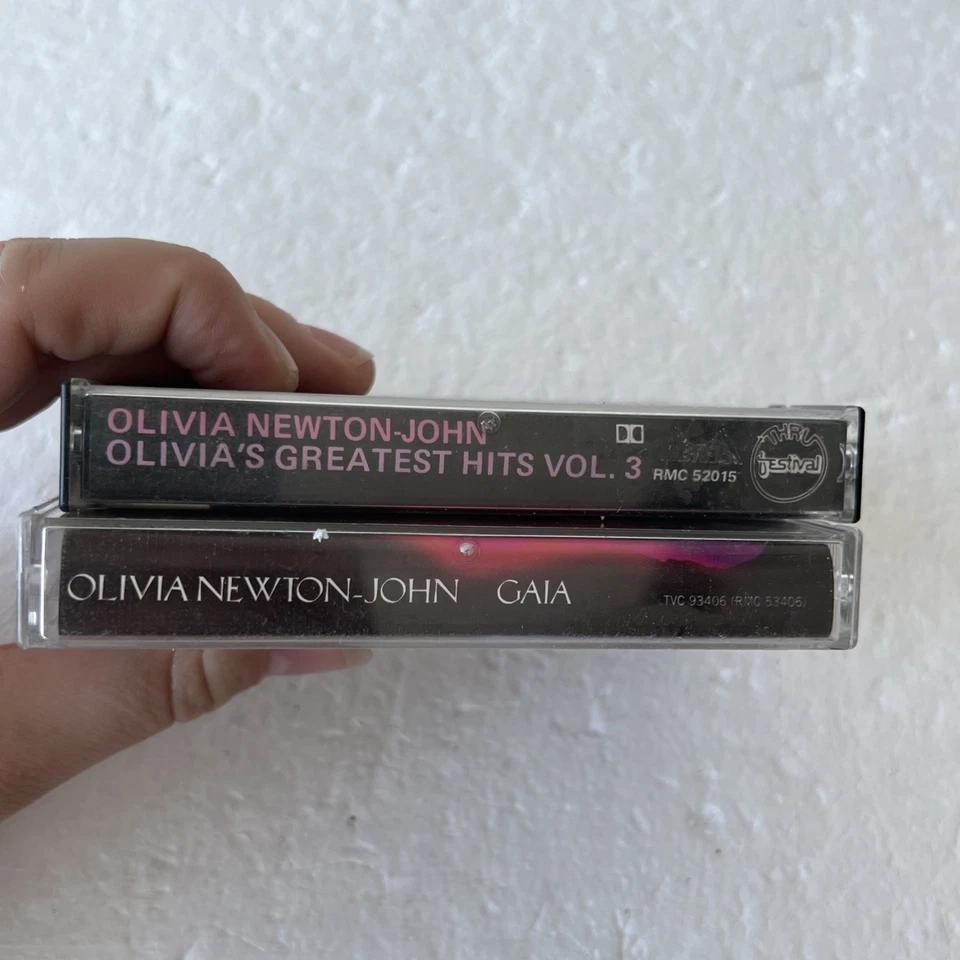 OLIVIA NEWTON-JOHN
OLIVIA'S GREATEST HITS VOL. 3
RMC 52015
THRU
Festival
OLIVIA NEWTON-JOHN GAIA
TVC 93406 (RMC 53406)